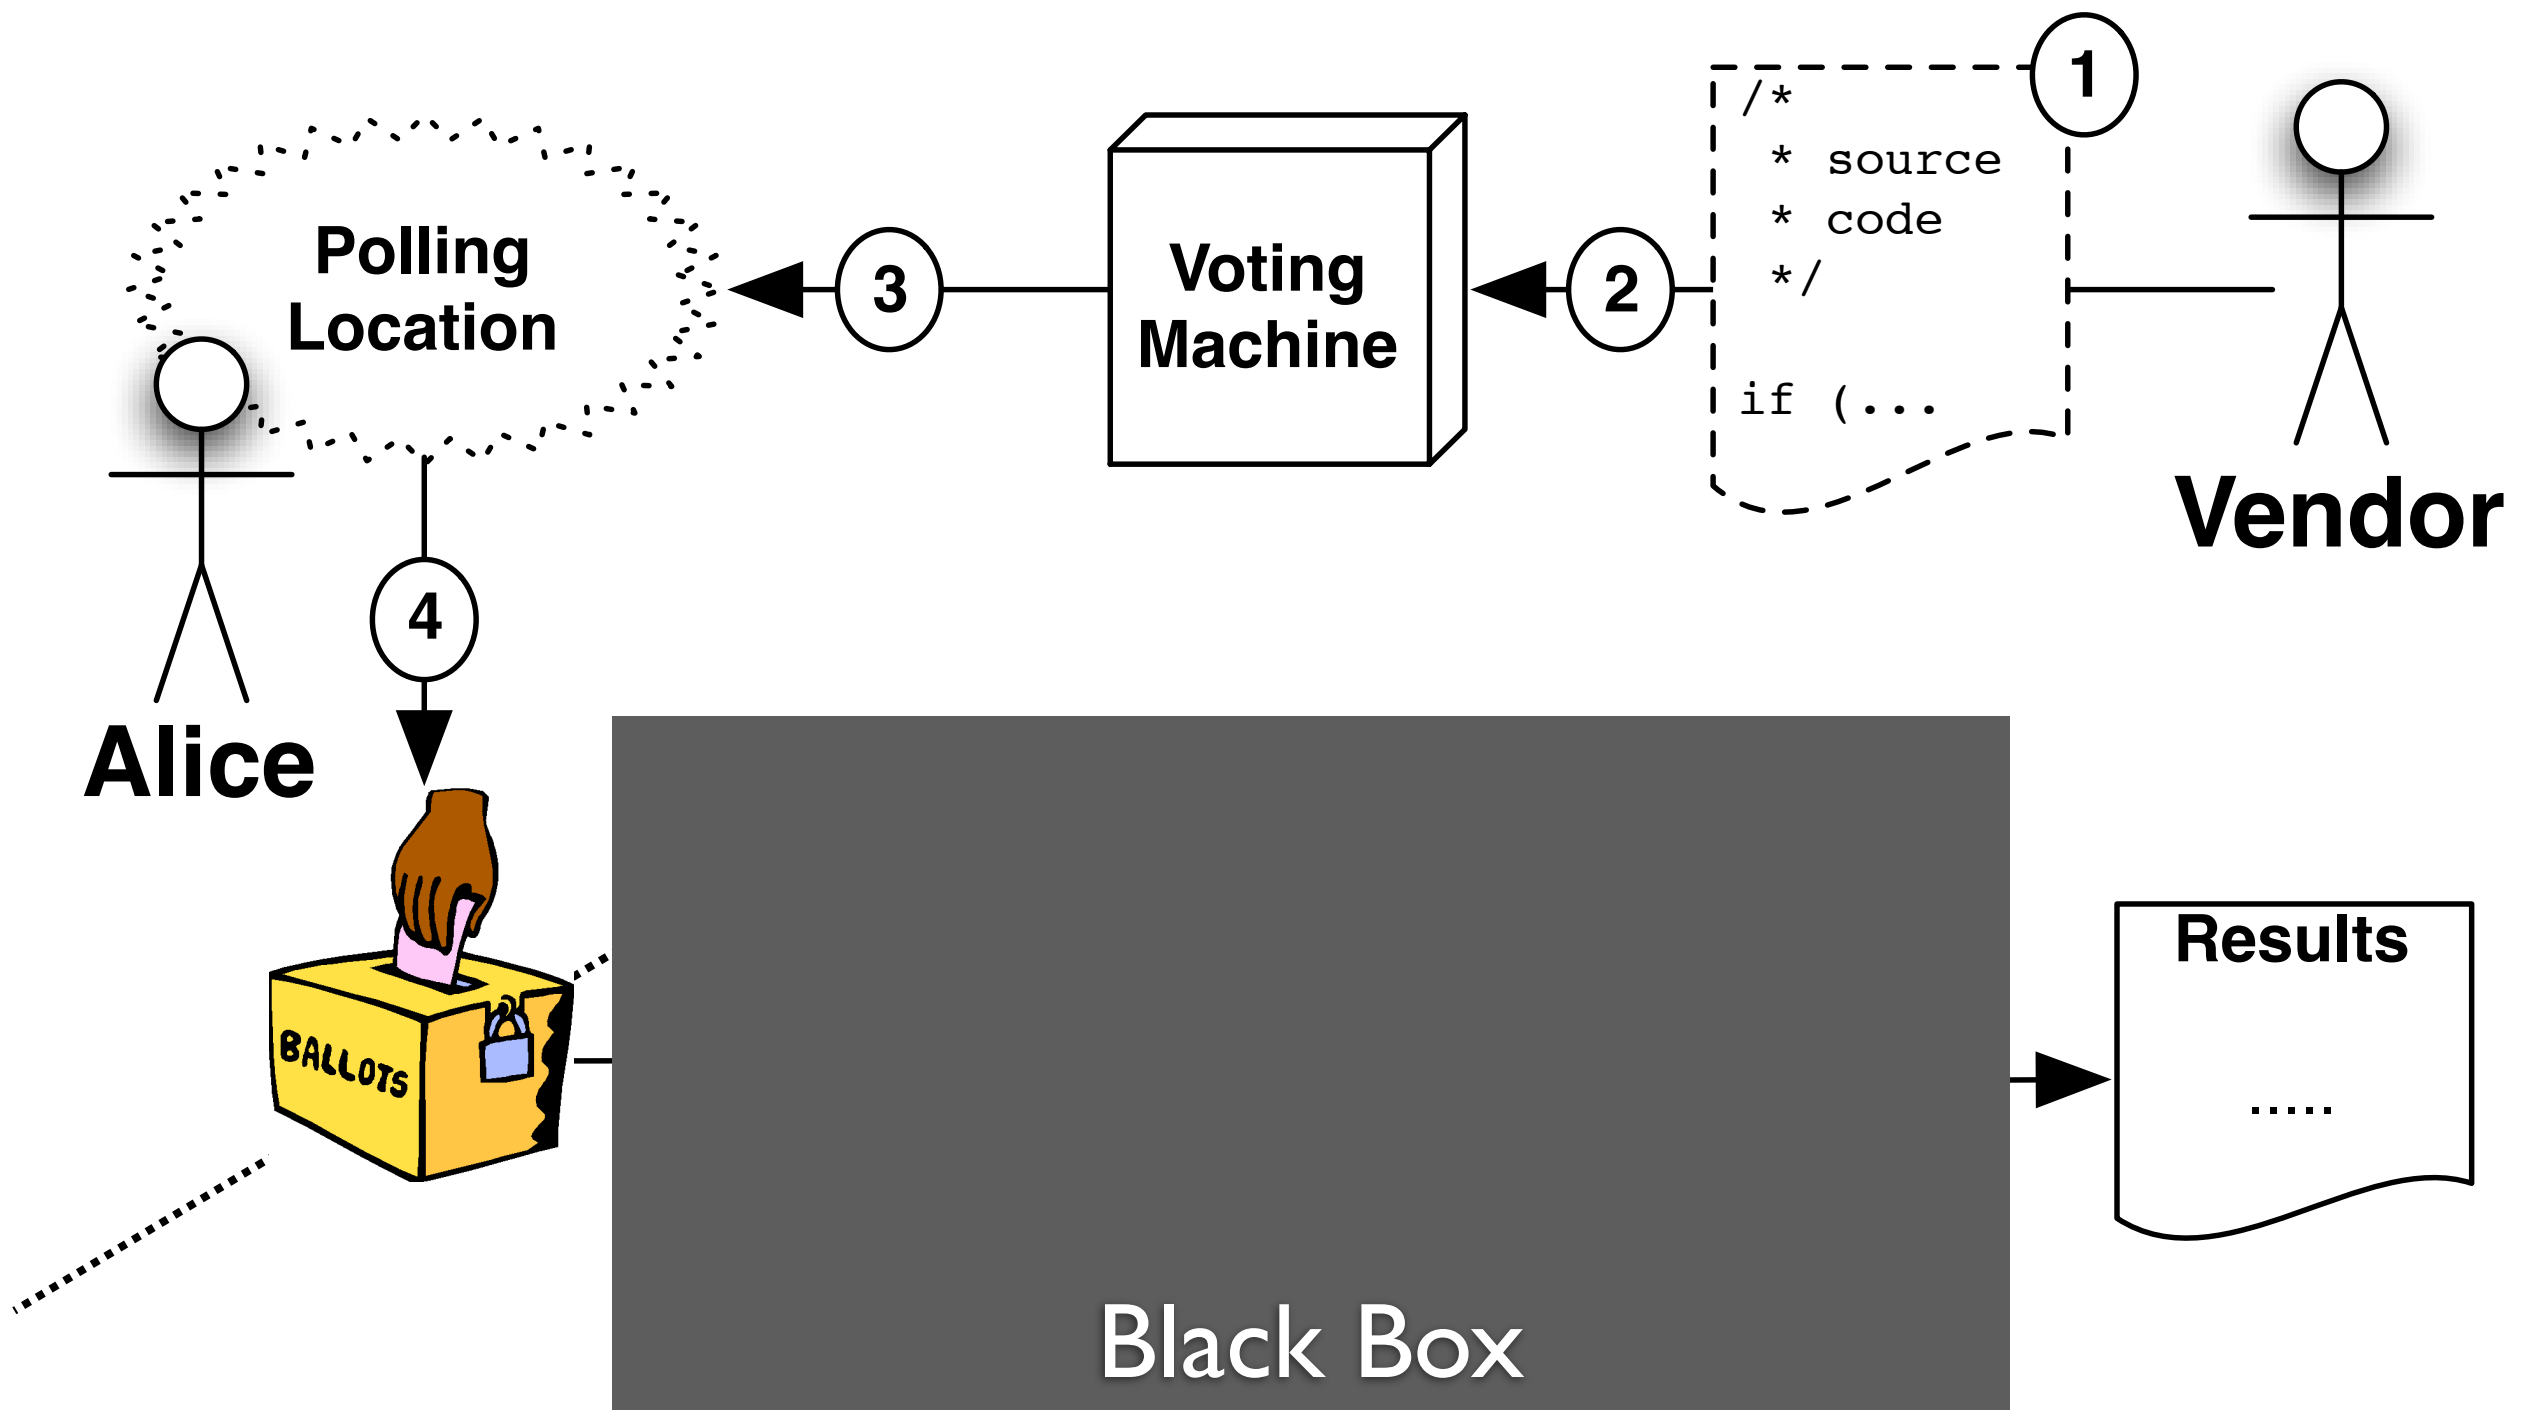 1
/*
* source
* code
*/
if (...
Vendor
2
Voting
Machine
3
Polling
Location
Alice
4
BALLOTS
Black Box
Results
.....